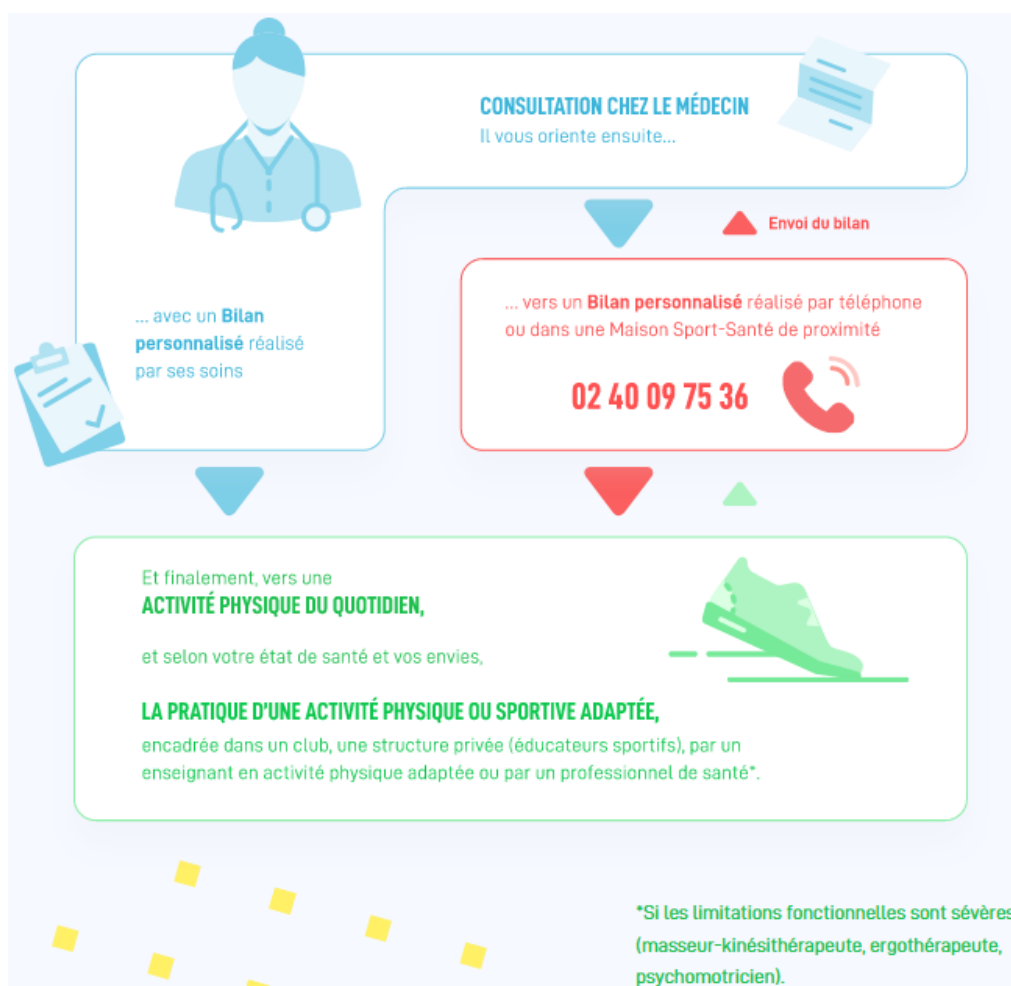 CONSULTATION CHEZ LE MÉDECIN
Il vous oriente ensuite...
Envoi du bilan
... avec un Bilan
personnalisé réalisé
par ses soins
... vers un Bilan personnalisé réalisé par téléphone
ou dans une Maison Sport-Santé de proximité
02 40 09 75 36
Et finalement, vers une
ACTIVITÉ PHYSIQUE DU QUOTIDIEN,
et selon votre état de santé et vos envies,
LA PRATIQUE D'UNE ACTIVITÉ PHYSIQUE OU SPORTIVE ADAPTÉE,
encadrée dans un club, une structure privée (éducateurs sportifs), par un
enseignant en activité physique adaptée ou par un professionnel de santé*.
*Si les limitations fonctionnelles sont sévères
(masseur-kinésithérapeute, ergothérapeute,
psychomotricien).